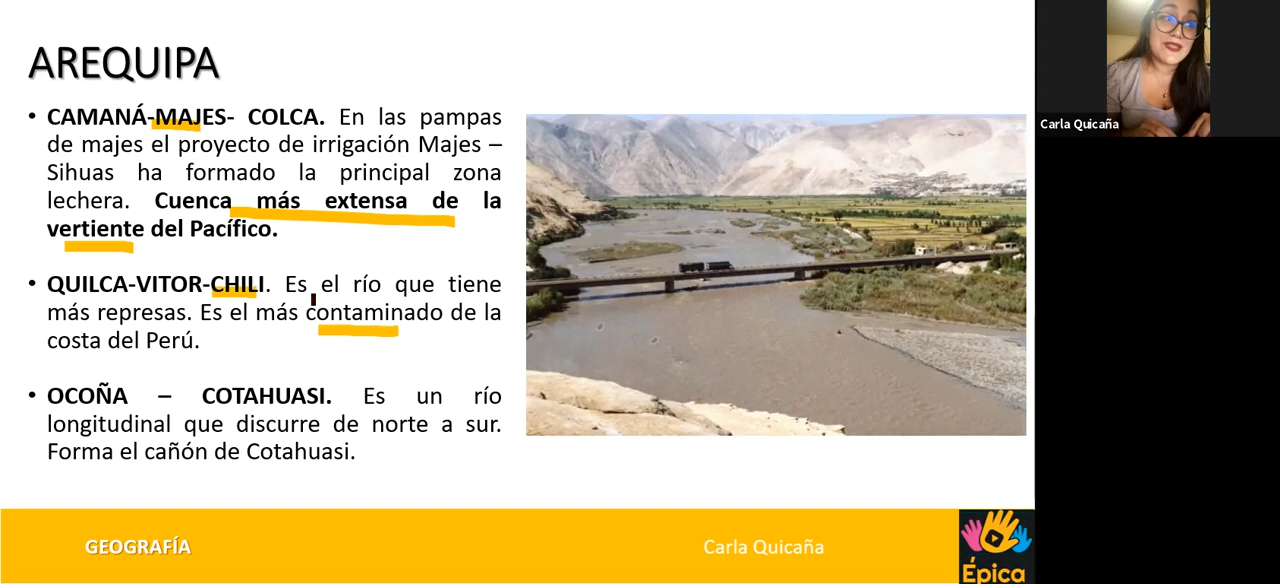 AREQUIPA
• CAMANÁ-MAJES- COLCA. En las pampas
de majes el proyecto de irrigación Majes –
Sihuas ha formado la principal zona
lechera. Cuenca más extensa de la
vertiente del Pacífico.
• QUILCA-VITOR-CHILI. Es el río que tiene
más represas. Es el más contaminado de la
costa del Perú.
• OCOÑA – COTAHUASI. Es un río
longitudinal que discurre de norte a sur.
Forma el cañón de Cotahuasi.
GEOGRAFÍA
Carla Quicaña
Épica
Carla Quicaña